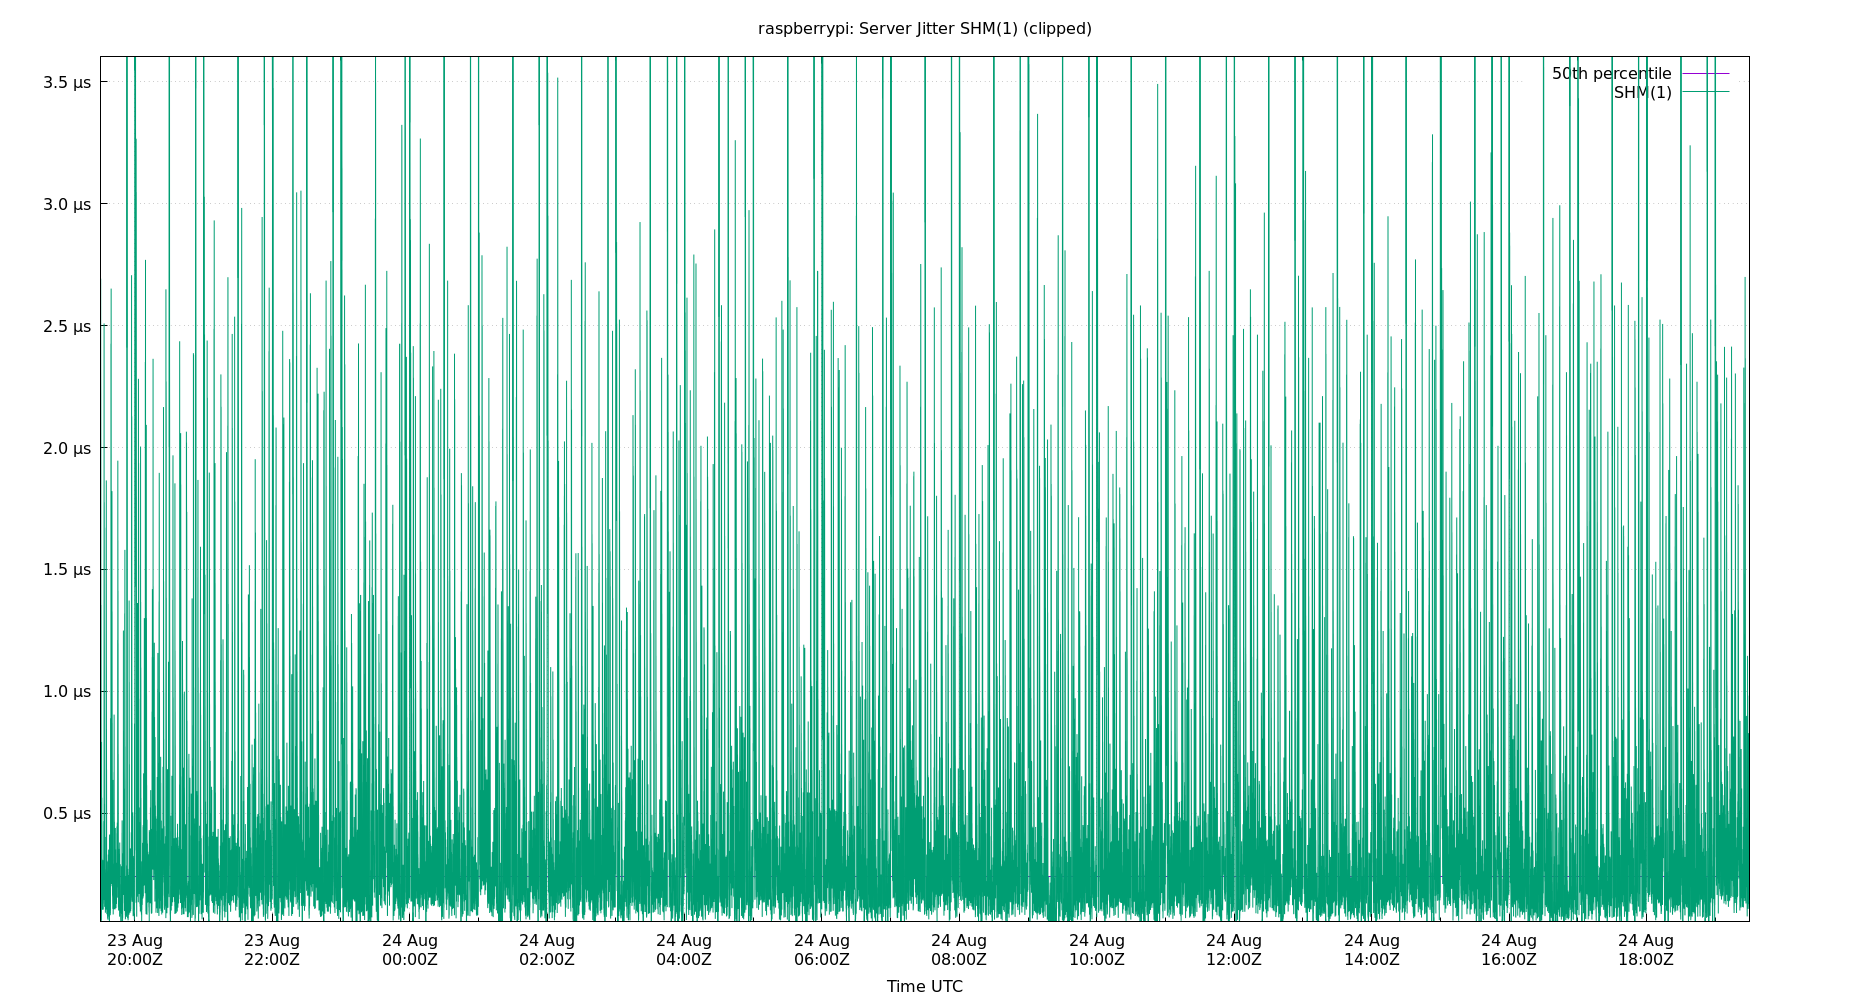 raspberrypi: Server Jitter SHM(1) (clipped)
50th percentile
SHM(1)
3.5 µs
3.0 µs
2.5 µs
2.0 µs
1.5 µs
1.0 µs
0.5 µs
23 Aug 23 Aug 24 Aug 24 Aug 24 Aug 24 Aug 24 Aug 24 Aug 24 Aug 24 Aug 24 Aug 24 Aug
20:00Z 22:00Z 00:00Z 02:00Z 04:00Z 06:00Z 08:00Z 10:00Z 12:00Z 14:00Z 16:00Z 18:00Z
Time UTC